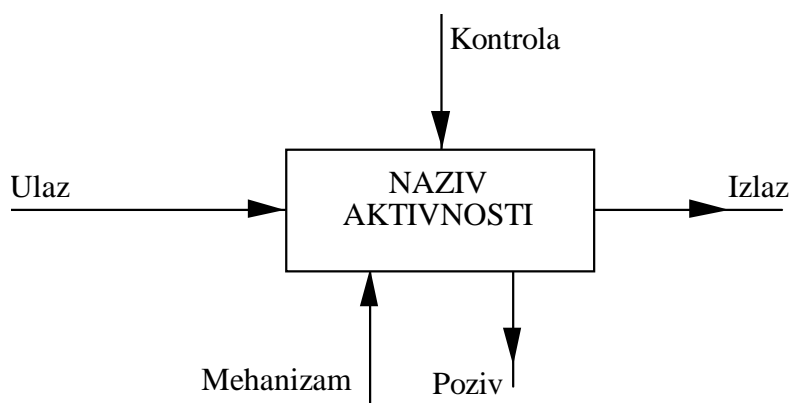 Kontrola
Ulaz
NAZIV
AKTIVNOSTI
Izlaz
Mehanizam
Poziv